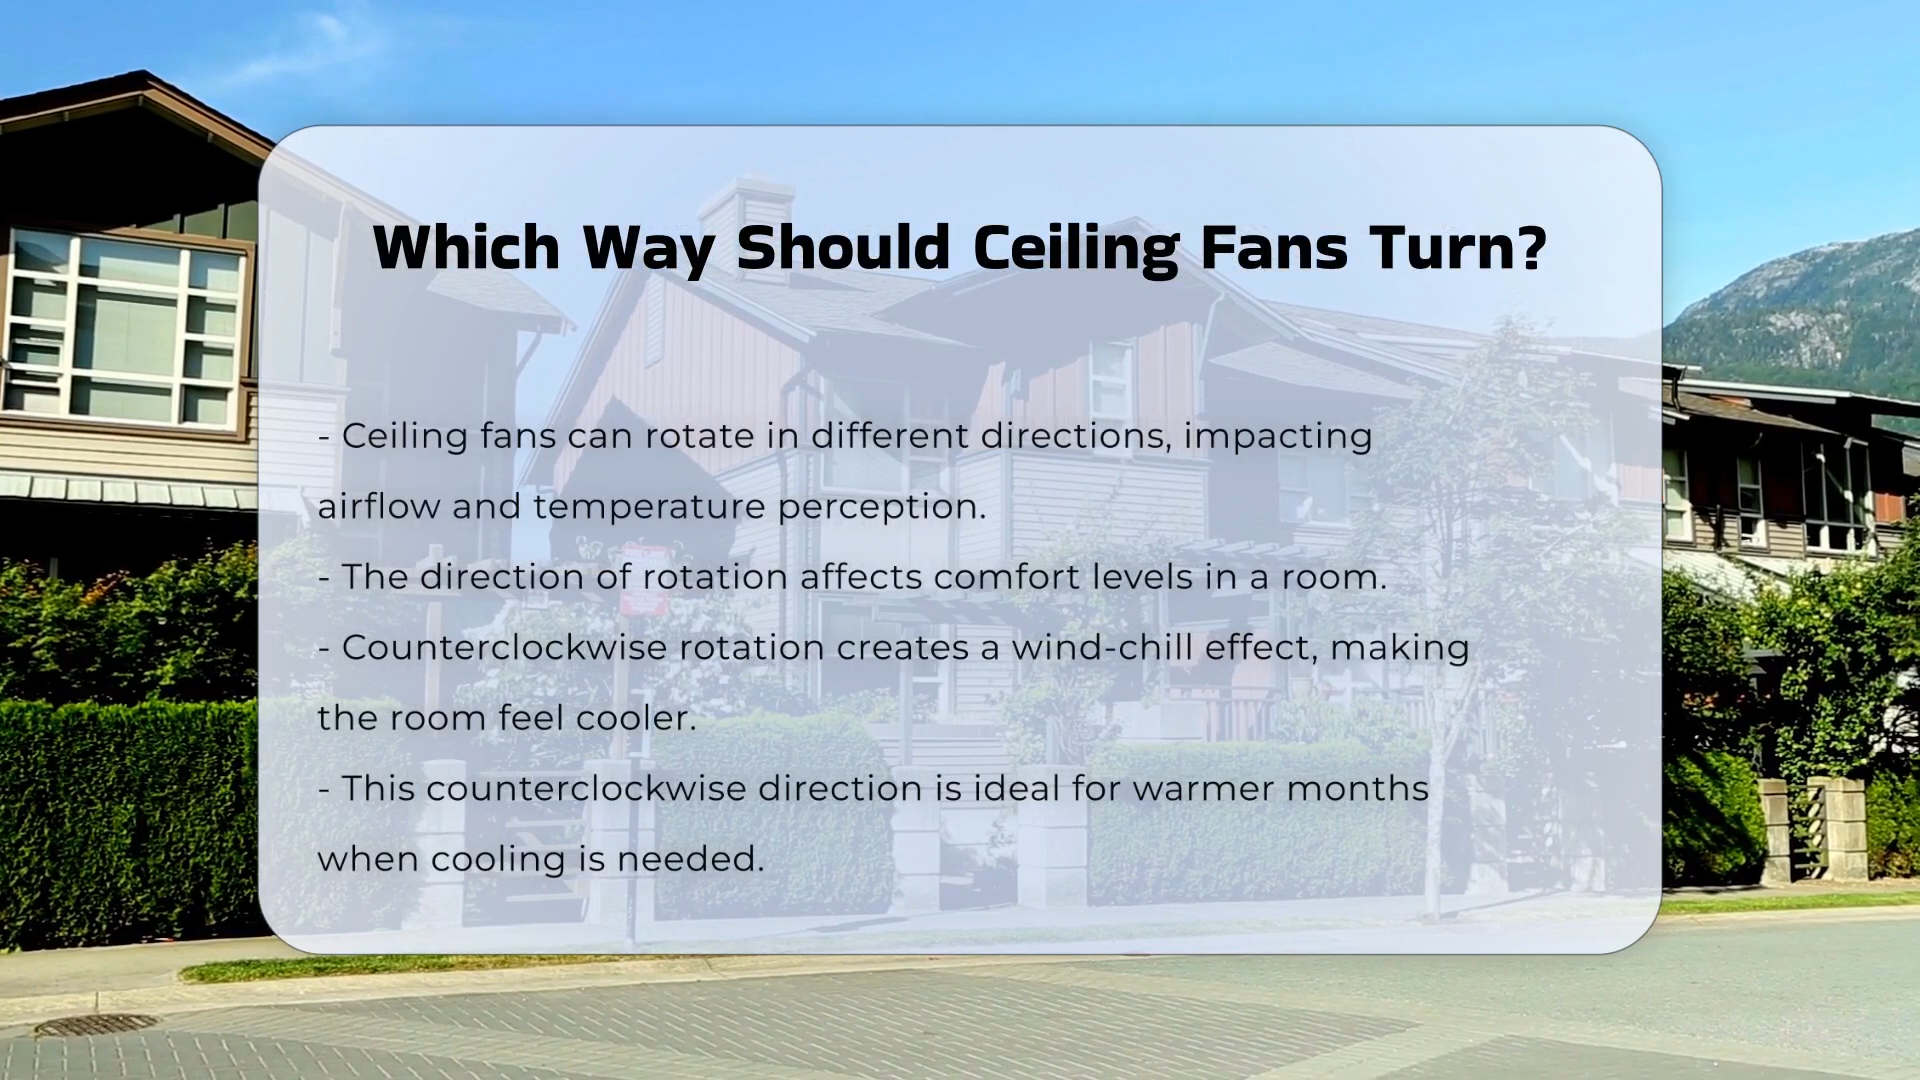 Which Way Should Ceiling Fans Turn?
- Ceiling fans can rotate in different directions, impacting
airflow and temperature perception.
- The direction of rotation affects comfort levels in a room.
- Counterclockwise rotation creates a wind-chill effect, making
the room feel cooler.
- This counterclockwise direction is ideal for warmer months
when cooling is needed.